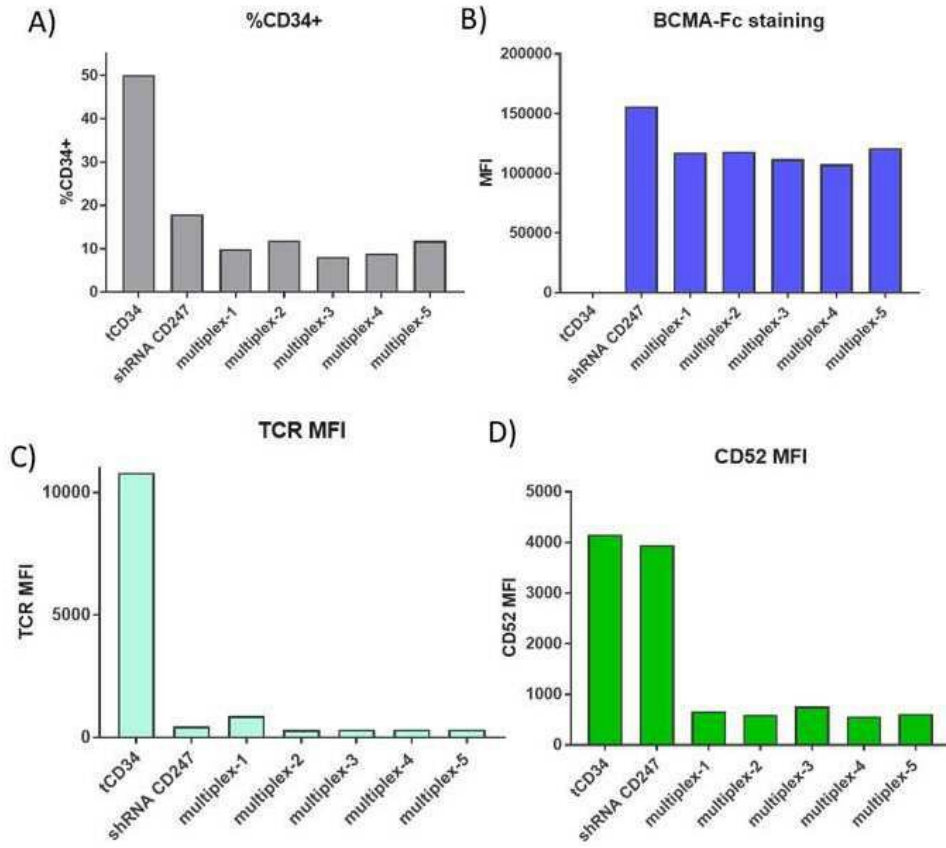 A)
%CD34+
%CD34+
50
40
30
20
10
0
tCD34
shRNA CD247
multiplex-1
multiplex-2
multiplex-3
multiplex-4
multiplex-5
B)
BCMA-Fc staining
MFI
200000
150000
100000
50000
0
tCD34
shRNA CD247
multiplex-1
multiplex-2
multiplex-3
multiplex-4
multiplex-5
C)
TCR MFI
TCR MFI
10000
5000
0
tCD34
shRNA CD247
multiplex-1
multiplex-2
multiplex-3
multiplex-4
multiplex-5
D)
CD52 MFI
CD52 MFI
5000
4000
3000
2000
1000
0
tCD34
shRNA CD247
multiplex-1
multiplex-2
multiplex-3
multiplex-4
multiplex-5